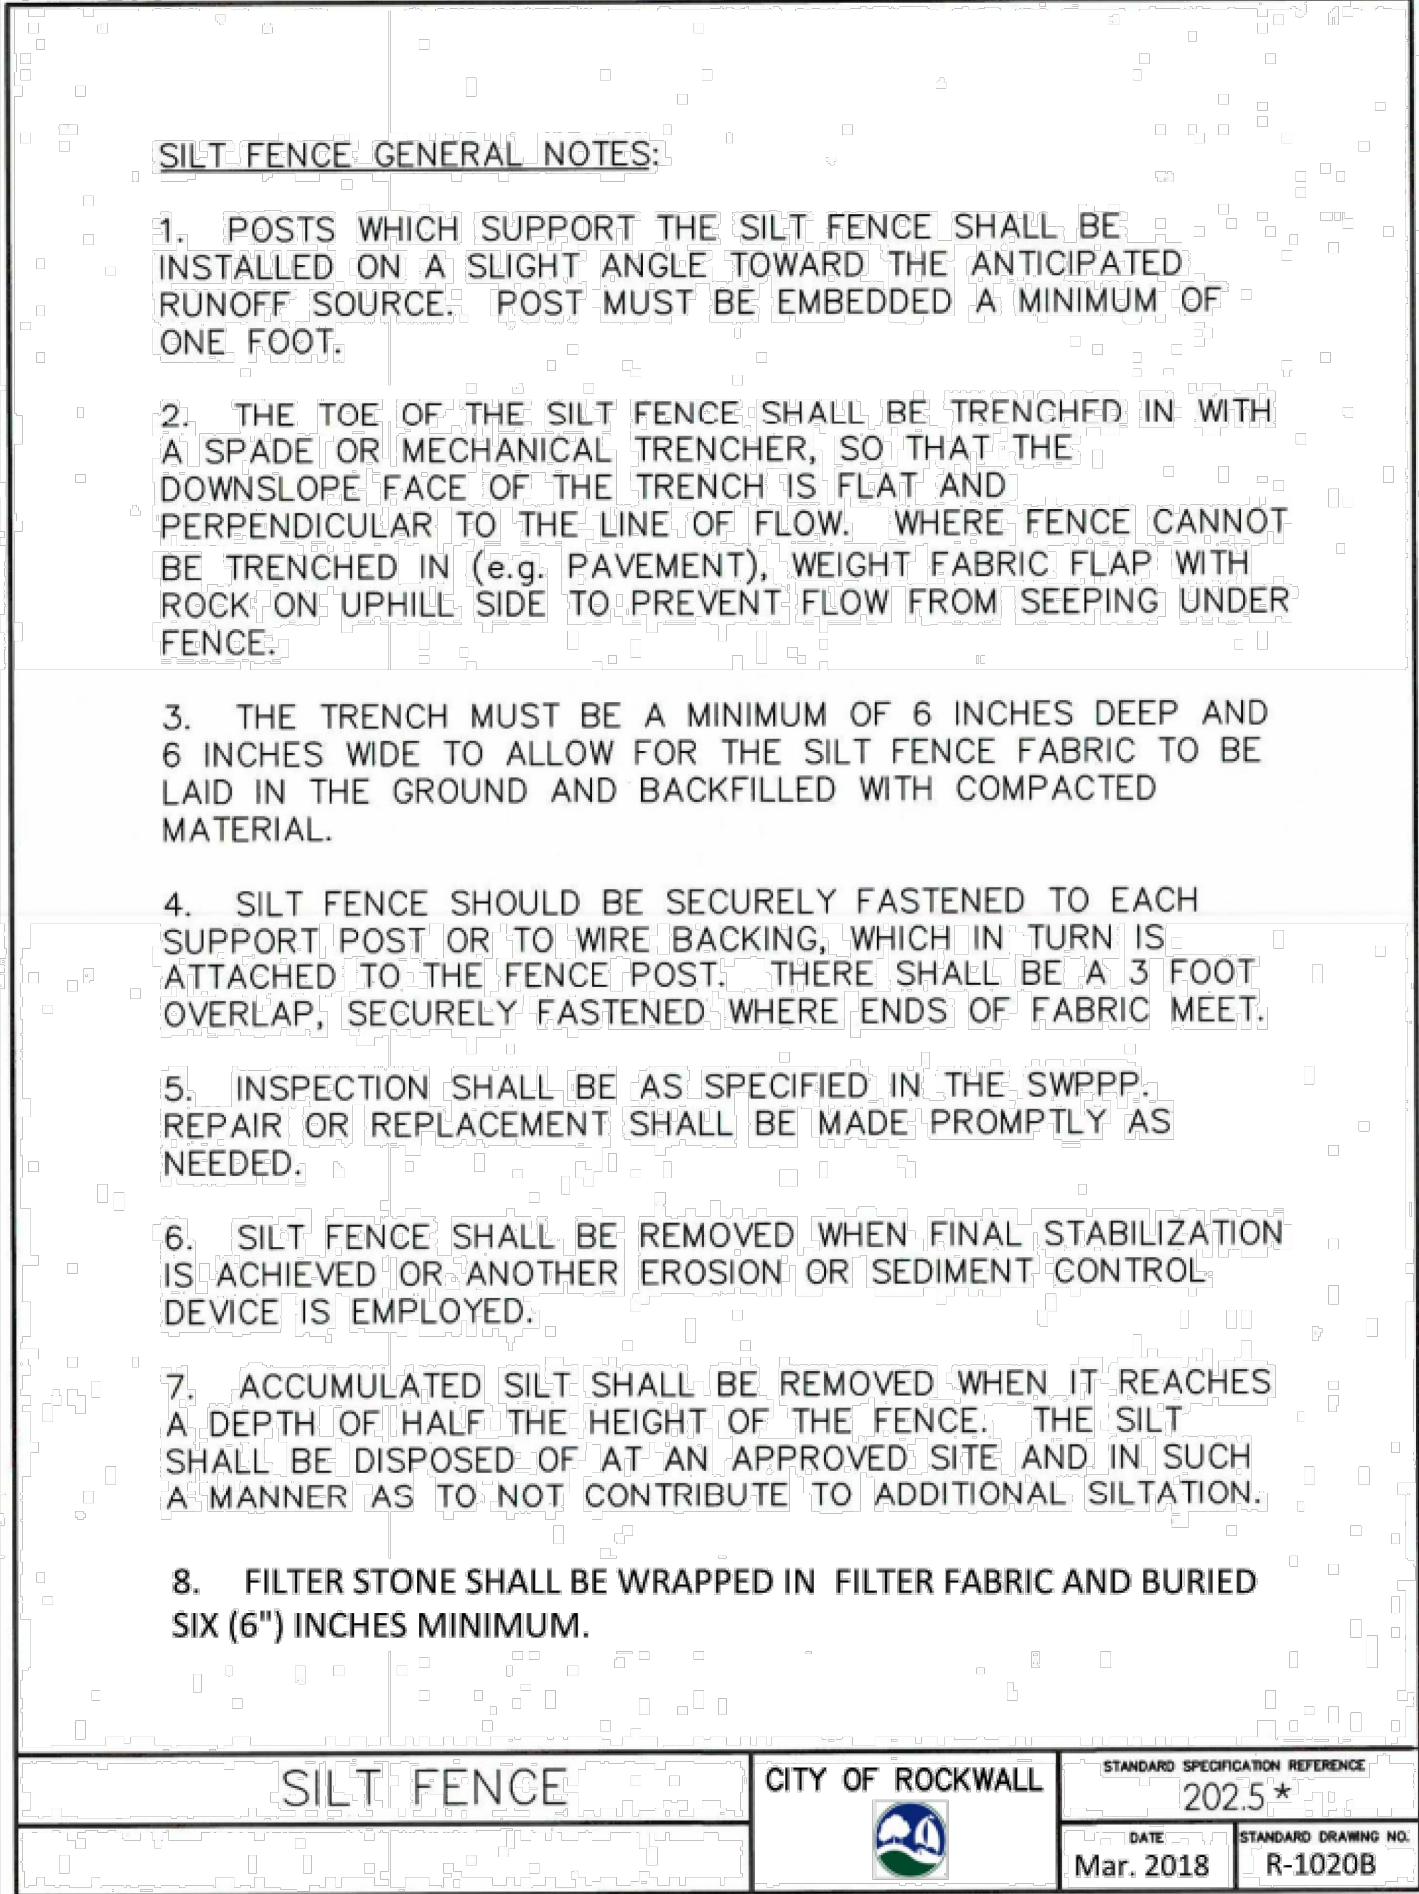 SILT FENCE GENERAL NOTES:
1. POSTS WHICH SUPPORT THE SILT FENCE SHALL BE
INSTALLED ON A SLIGHT ANGLE TOWARD THE ANTICIPATED
RUNOFF SOURCE. POST MUST BE EMBEDDED A MINIMUM OF
ONE FOOT.
2. THE TOE OF THE SILT FENCE SHALL BE TRENCHED IN WITH
A SPADE OR MECHANICAL TRENCHER, SO THAT THE
DOWNSLOPE FACE OF THE TRENCH IS FLAT AND
PERPENDICULAR TO THE LINE OF FLOW. WHERE FENCE CANNOT
BE TRENCHED IN (e.g. PAVEMENT), WEIGHT FABRIC FLAP WITH
ROCK ON UPHILL SIDE TO PREVENT FLOW FROM SEEPING UNDER
FENCE.
3. THE TRENCH MUST BE A MINIMUM OF 6 INCHES DEEP AND
6 INCHES WIDE TO ALLOW FOR THE SILT FENCE FABRIC TO BE
LAID IN THE GROUND AND BACKFILLED WITH COMPACTED
MATERIAL.
4. SILT FENCE SHOULD BE SECURELY FASTENED TO EACH
SUPPORT POST OR TO WIRE BACKING, WHICH IN TURN IS
ATTACHED TO THE FENCE POST. THERE SHALL BE A 3 FOOT
OVERLAP, SECURELY FASTENED WHERE ENDS OF FABRIC MEET.
5. INSPECTION SHALL BE AS SPECIFIED IN THE SWPPP.
REPAIR OR REPLACEMENT SHALL BE MADE PROMPTLY AS
NEEDED.
6. SILT FENCE SHALL BE REMOVED WHEN FINAL STABILIZATION
IS ACHIEVED OR ANOTHER EROSION OR SEDIMENT CONTROL
DEVICE IS EMPLOYED.
7. ACCUMULATED SILT SHALL BE REMOVED WHEN IT REACHES
A DEPTH OF HALF THE HEIGHT OF THE FENCE. THE SILT
SHALL BE DISPOSED OF AT AN APPROVED SITE AND IN SUCH
A MANNER AS TO NOT CONTRIBUTE TO ADDITIONAL SILTATION.
8. FILTER STONE SHALL BE WRAPPED IN FILTER FABRIC AND BURIED
SIX (6") INCHES MINIMUM.
SILT FENCE
CITY OF ROCKWALL
STANDARD SPECIFICATION REFERENCE
202.5 *
DATE
Mar. 2018
STANDARD DRAWING NO.
R-1020B